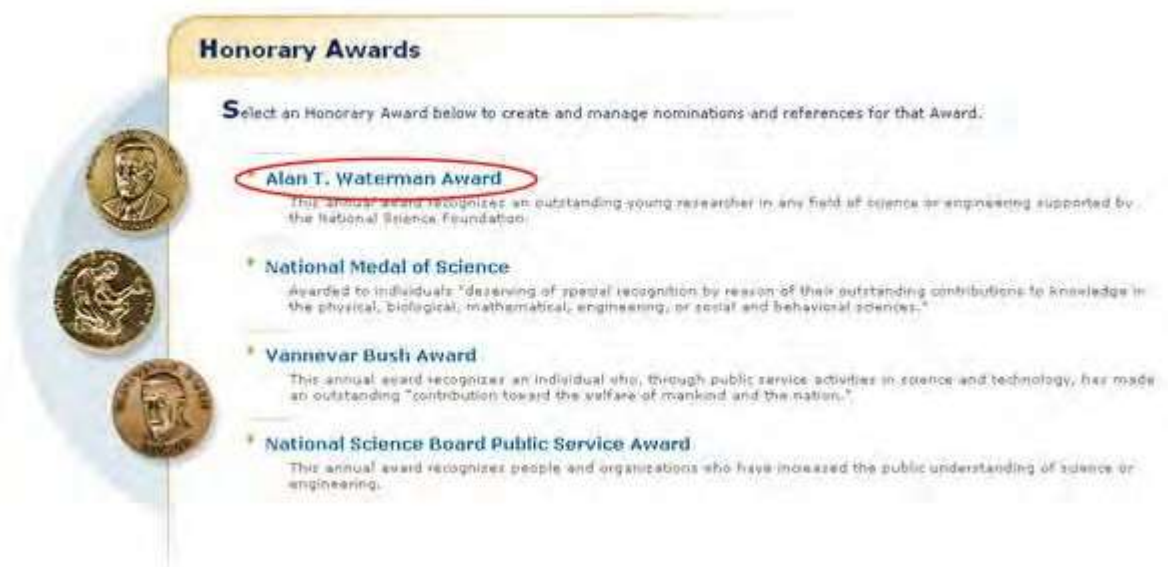 Honorary Awards
Select an Honorary Award below to create and manage nominations and references for that Award.
Alan T. Waterman Award
This annual award recognizes an outstanding young researcher in any field of science or engineering supported by
the National Science Foundation
National Medal of Science
Awarded to individuals "deserving of special recognition by reason of their outstanding contributions to knowledge in
the physical, biological, mathematical, engineering, or social and behavioral sciences."
Vannevar Bush Award
This annual award recognizes an individual who, through public service activities in science and technology, has made
an outstanding "contribution toward the welfare of mankind and the nation."
National Science Board Public Service Award
This annual award recognizes people and organizations who have increased the public understanding of science or
engineering.